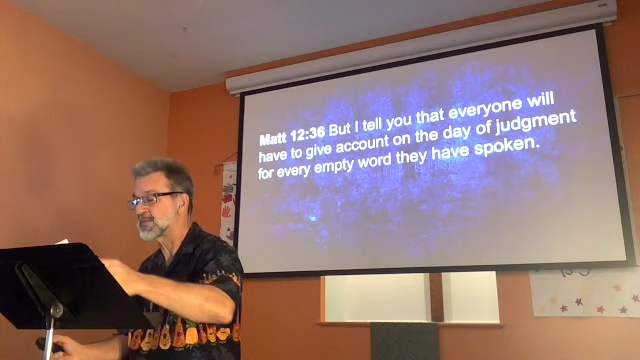 Matt 12:36 But I tell you that everyone will
have to give account on the day of judgment
for every empty word they have spoken.